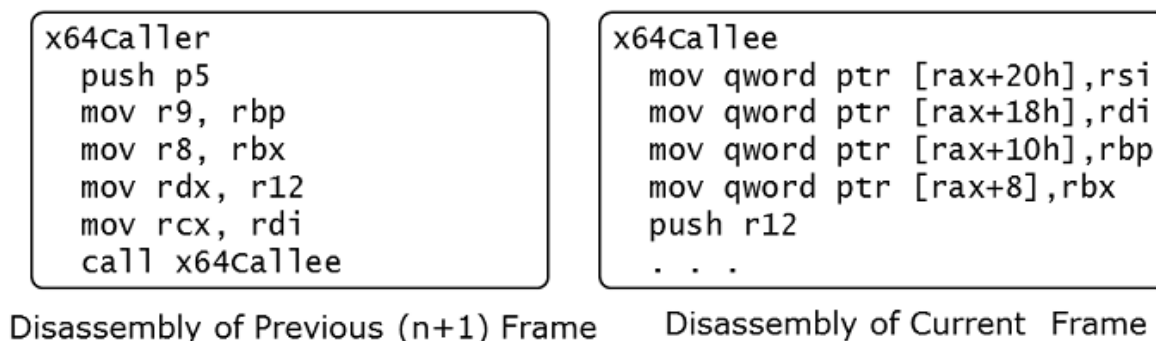 x64Caller
push p5
mov r9, rbp
mov r8, rbx
mov rdx, r12
mov rcx, rdi
call x64Callee
Disassembly of Previous (n+1) Frame
x64Callee
mov qword ptr [rax+20h],rsi
mov qword ptr [rax+18h],rdi
mov qword ptr [rax+10h],rbp
mov qword ptr [rax+8],rbx
push r12
. . .
Disassembly of Current Frame